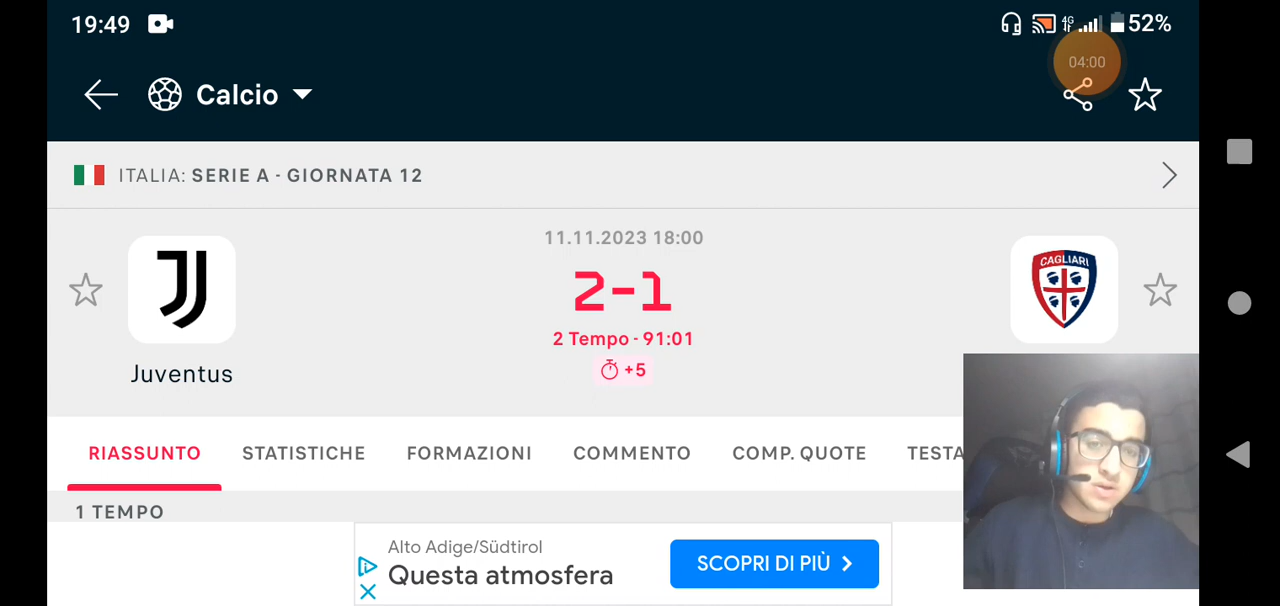 19:49
4G 52%
04:00
Calcio
ITALIA: SERIE A - GIORNATA 12
11.11.2023 18:00
CAGLIARI
2-1
2 Tempo - 91:01
+5
Juventus
RIASSUNTO STATISTICHE FORMAZIONI COMMENTO COMP. QUOTE TESTA
1 TEMPO
Alto Adige/Südtirol
Questa atmosfera
SCOPRI DI PIÙ